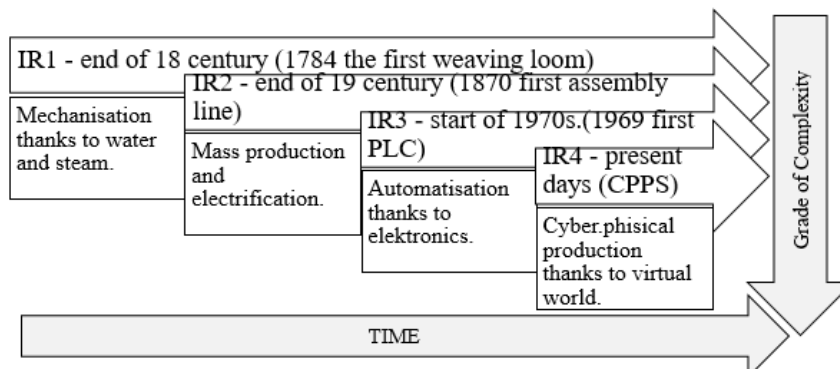 IR1 - end of 18 century (1784 the first weaving loom)
Mechanisation
thanks to water
and steam.
IR2 - end of 19 century (1870 first assembly
line)
Mass production
and
electrification.
IR3 - start of 1970s.(1969 first
PLC)
Automatisation
thanks to
elektronics.
IR4 - present
days (CPPS)
Cyber.phisical
production
thanks to virtual
world.
Grade of Complexity
TIME